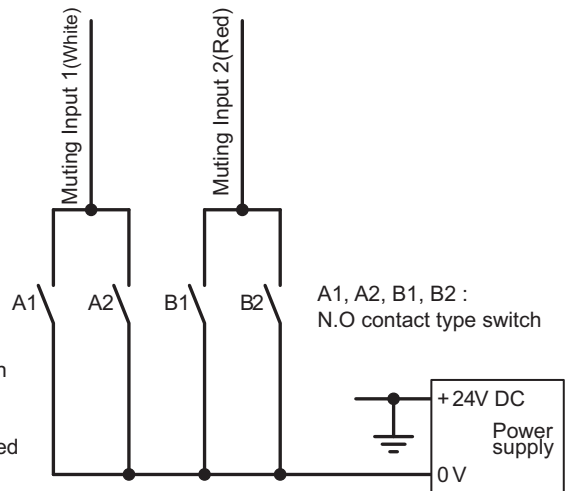 Muting Input 1(White)
Muting Input 2(Red)
A1
A2
B1
B2
A1, A2, B1, B2 :
N.O contact type switch
+24V DC
Power
supply
0 V